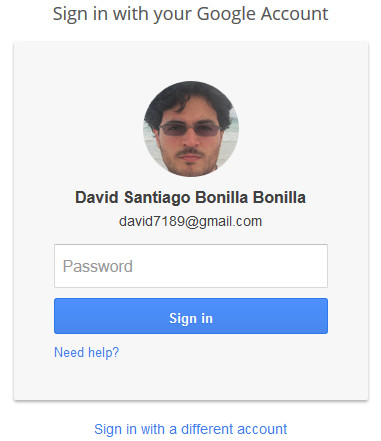 Sign in with your Google Account
David Santiago Bonilla Bonilla
david7189@gmail.com
Password
Sign in
Need help?
Sign in with a different account